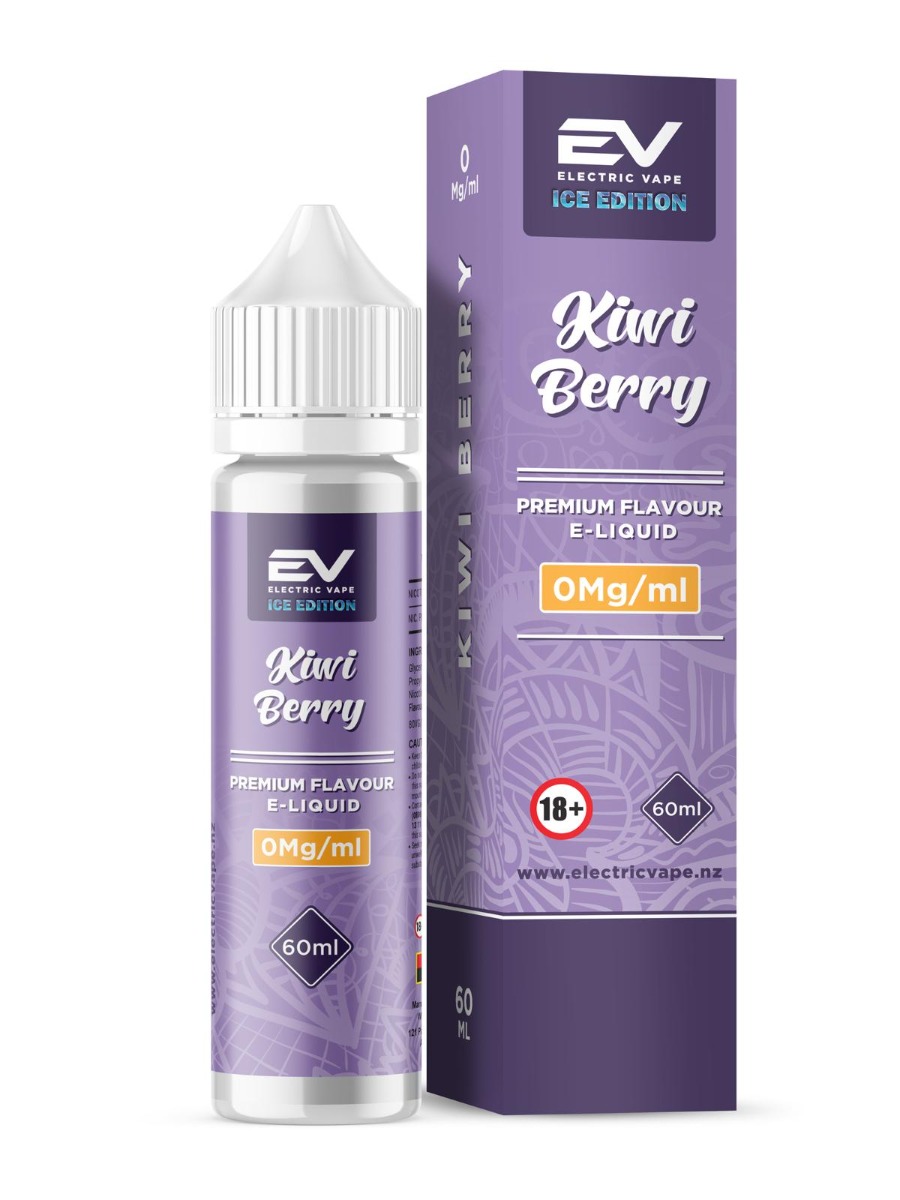 EV
ELECTRIC VAPE
ICE EDITION
Kiwi
Berry
PREMIUM FLAVOUR
E-LIQUID
0Mg/ml
60ml
www.electricvape.nz
0
Mg/ml
KIWI BERRY
60
ML
EV
ELECTRIC VAPE
ICE EDITION
Kiwi
Berry
PREMIUM FLAVOUR
E-LIQUID
0Mg/ml
18+
60ml
www.electricvape.nz